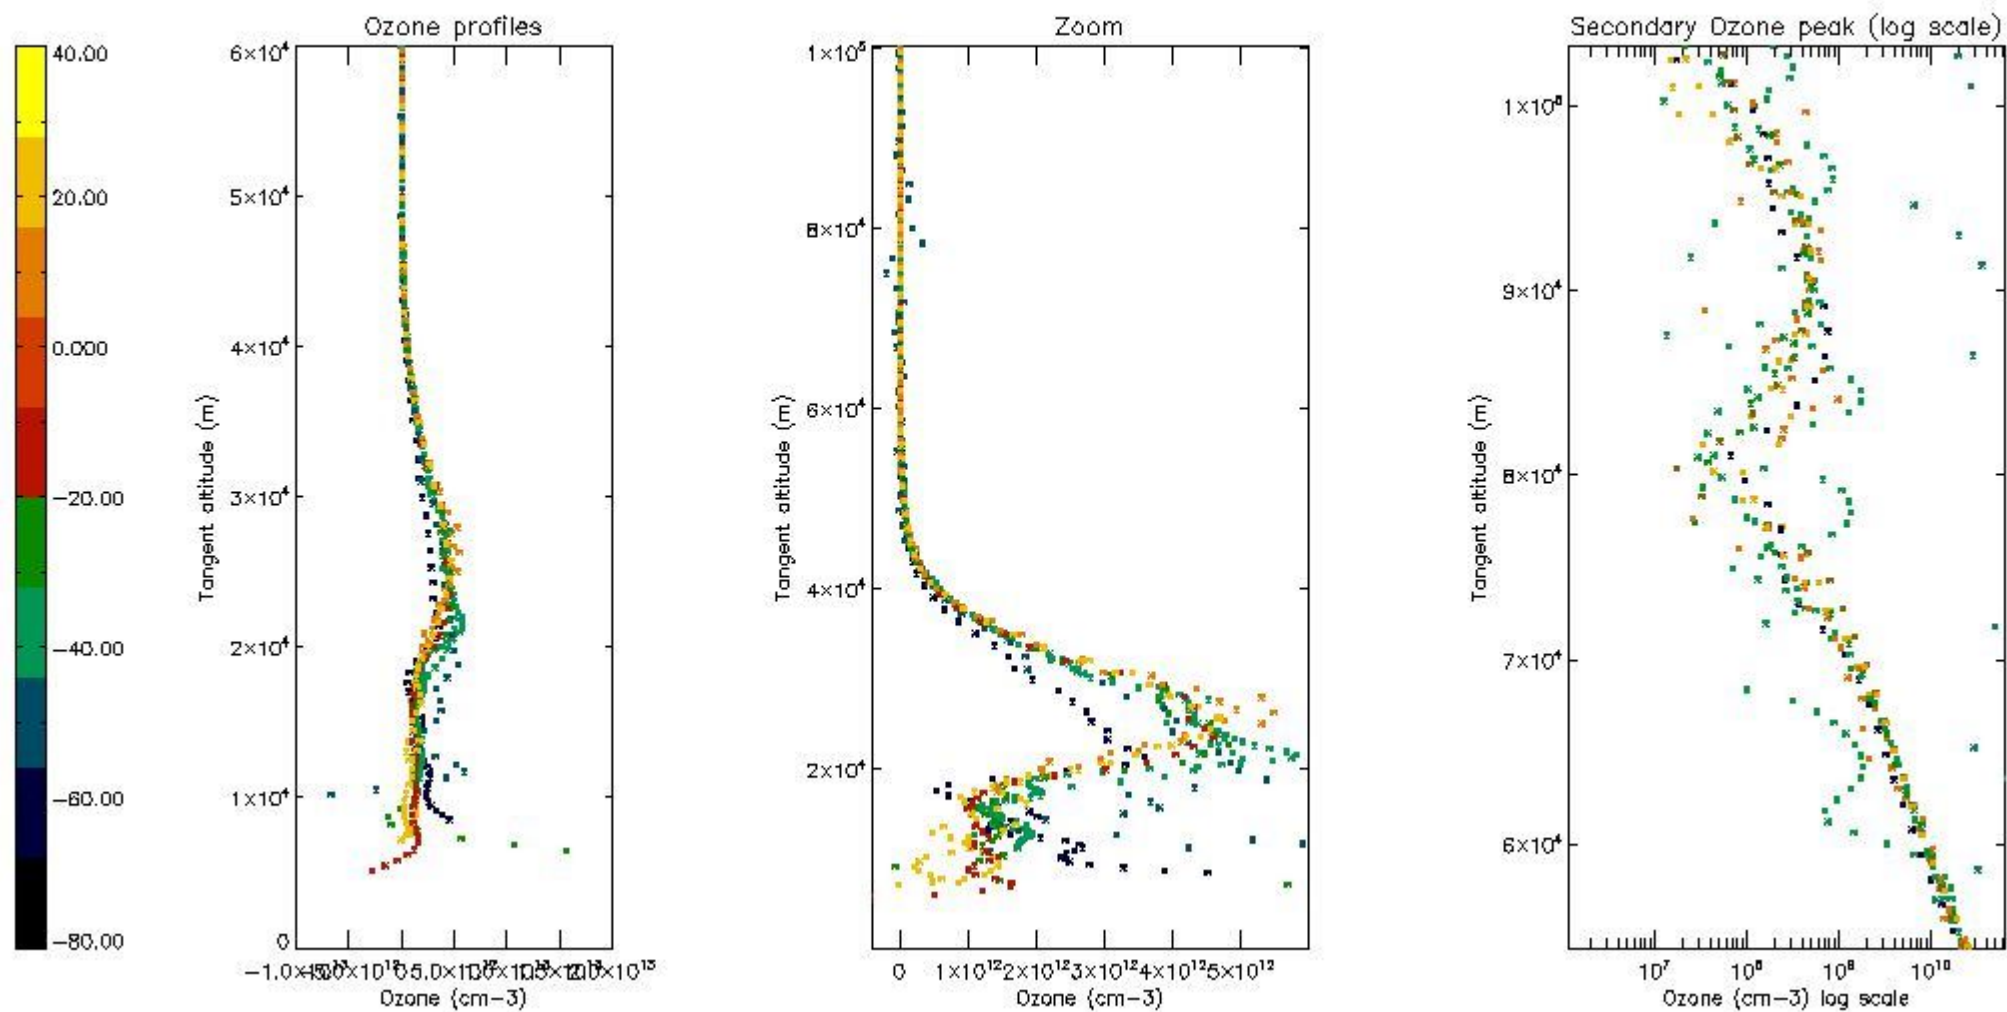 Ozone profiles
Zoom
Secondary Ozone peak (log scale)
40.00
20.00
0.000
−20.00
−40.00
−60.00
−80.00
6×10⁴
5×10⁴
4×10⁴
3×10⁴
2×10⁴
1×10⁴
0
Tangent altitude (m)
Ozone (cm−3)
1×10⁵
8×10⁴
6×10⁴
4×10⁴
2×10⁴
Tangent altitude (m)
0 1×10¹² 2×10¹² 3×10¹² 4×10¹² 5×10¹²
Ozone (cm−3)
9×10⁴
8×10⁴
7×10⁴
6×10⁴
Tangent altitude (m)
10⁷ 10⁸ 10⁹ 10¹⁰
Ozone (cm−3) log scale